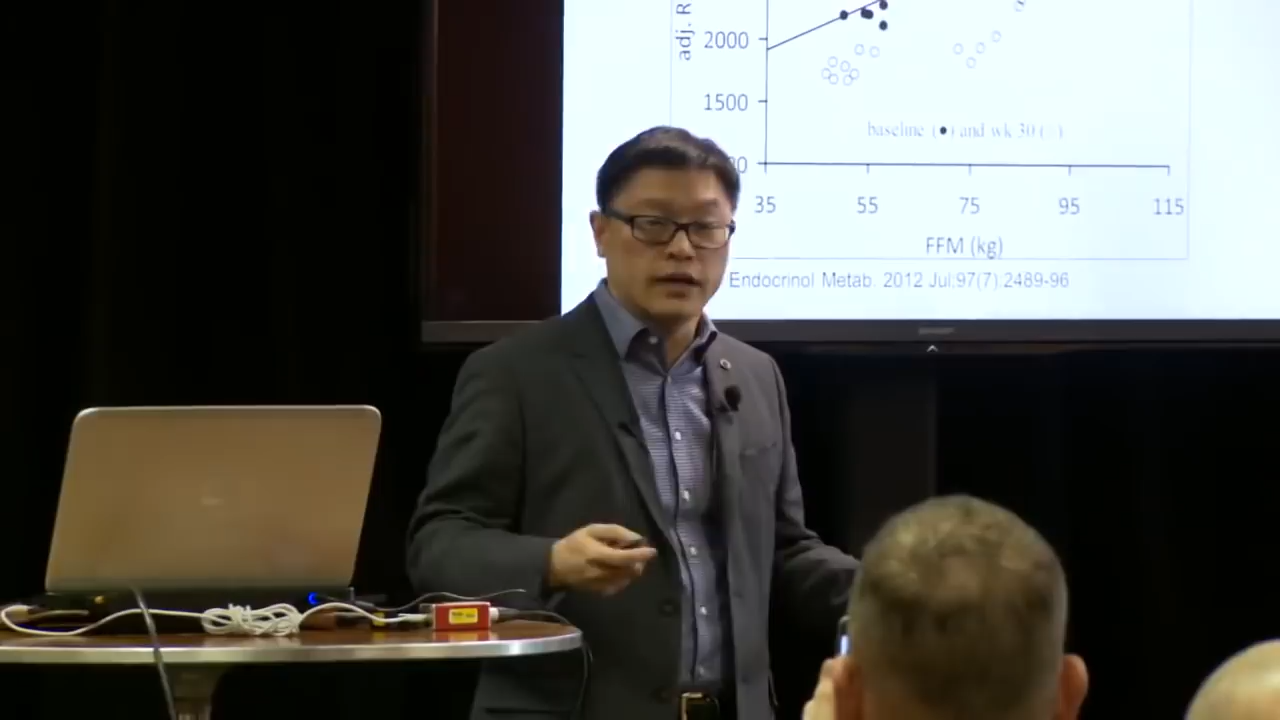 adj. R
2000
1500
baseline (●) and wk 30 (○)
35 55 75 95 115
FFM (kg)
Endocrinol Metab. 2012 Jul;97(7):2489-96
SHARP